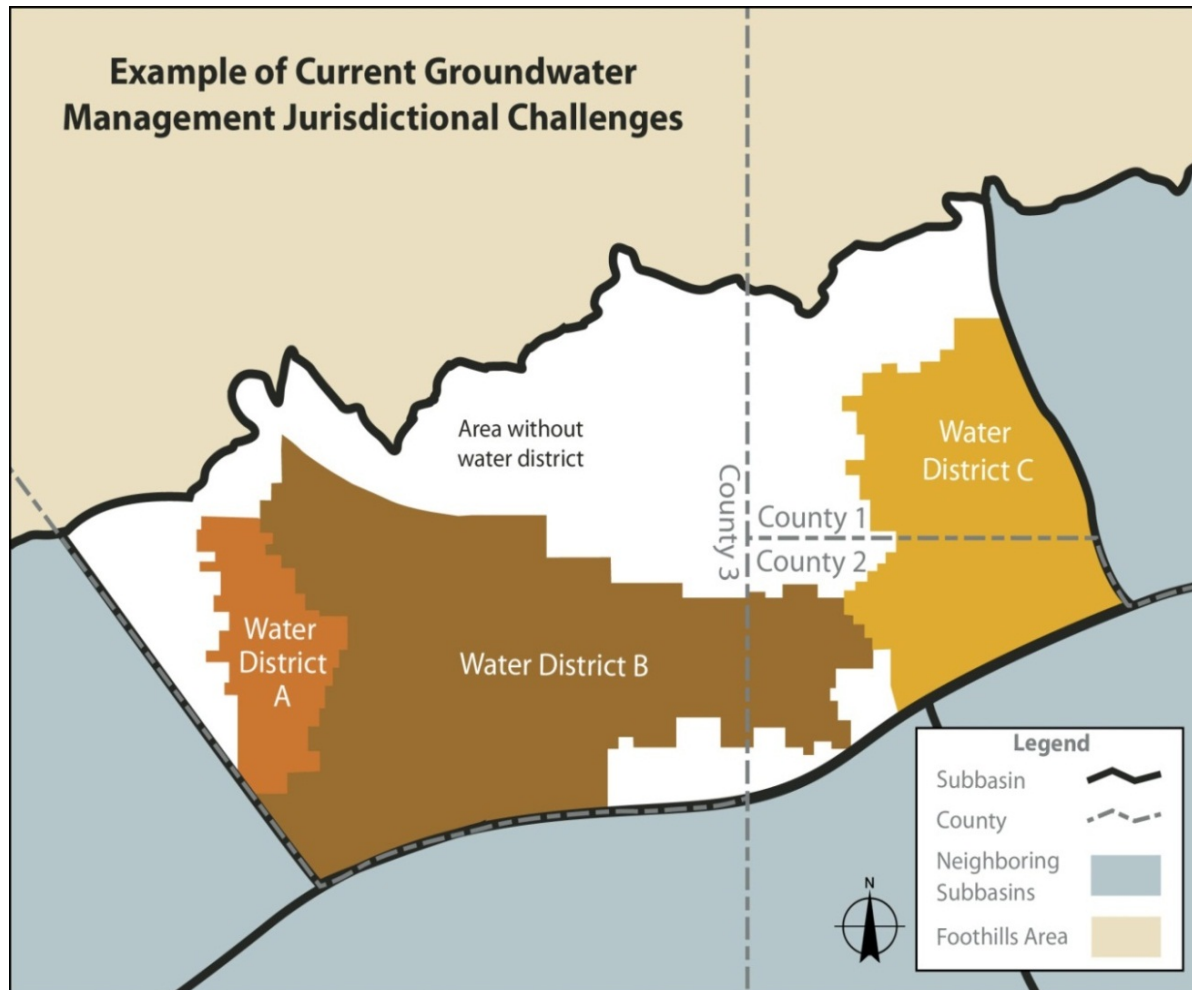 Example of Current Groundwater
Management Jurisdictional Challenges
Area without
water district
Water
District C
County 3
County 1
County 2
Water
District
A
Water District B
Legend
Subbasin
County
Neighboring
Subbasins
Foothills Area
N